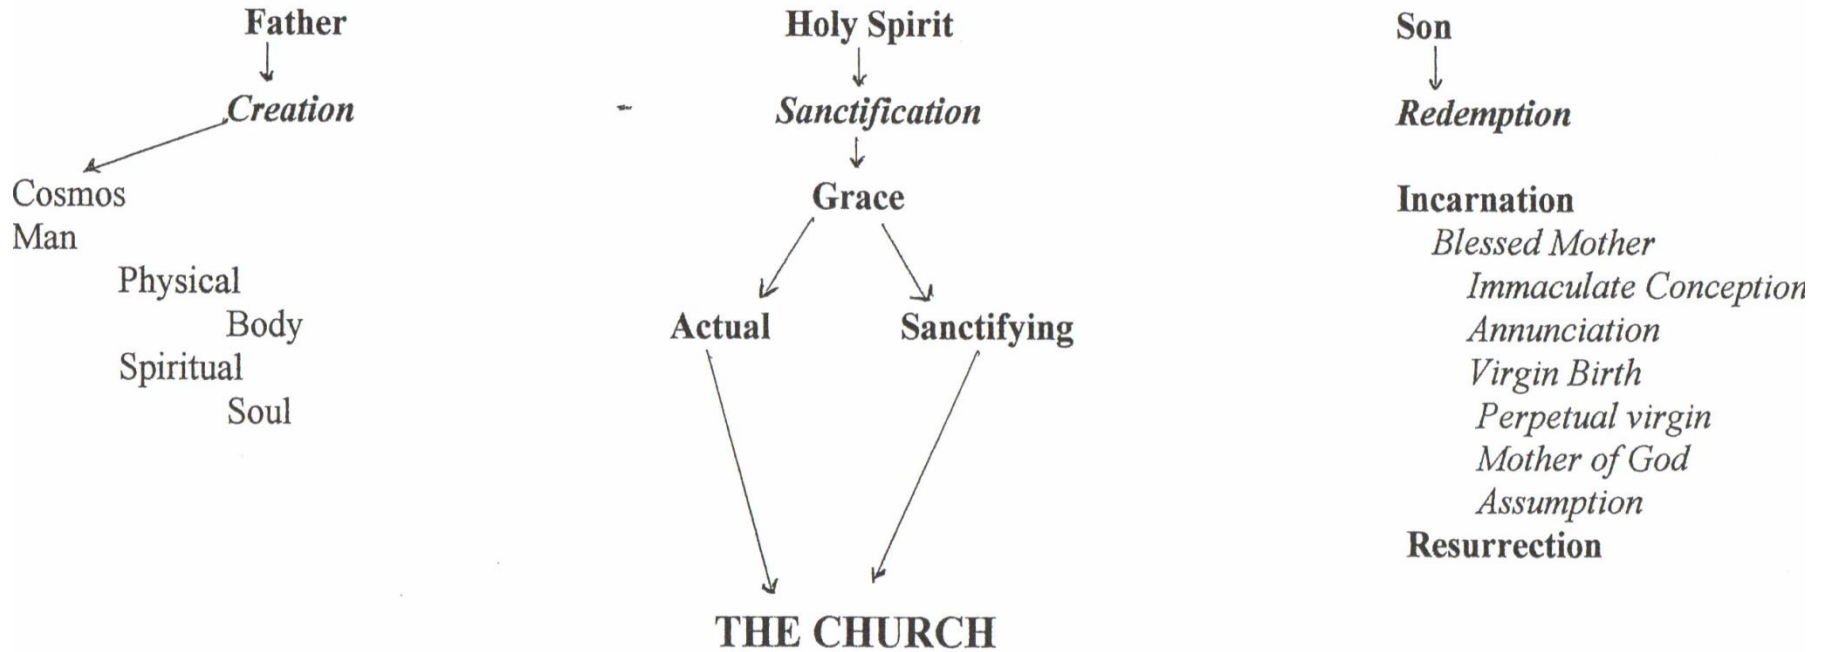 Father
Creation
Cosmos
Man
Physical
Body
Spiritual
Soul
Holy Spirit
Sanctification
Grace
Actual
Sanctifying
THE CHURCH
Son
Redemption
Incarnation
Blessed Mother
Immaculate Conception
Annunciation
Virgin Birth
Perpetual virgin
Mother of God
Assumption
Resurrection